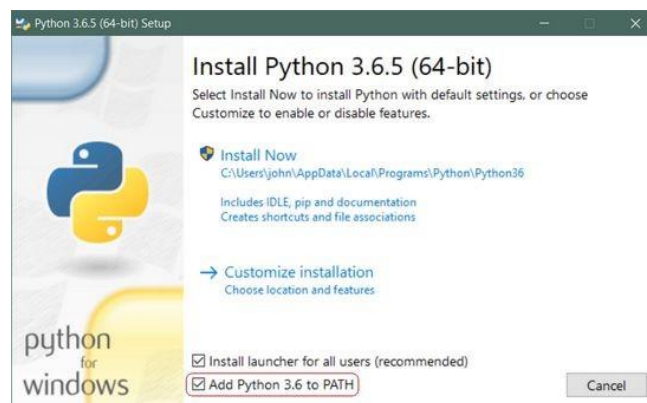 Python 3.6.5 (64-bit) Setup
Install Python 3.6.5 (64-bit)
Select Install Now to install Python with default settings, or choose
Customize to enable or disable features.
Install Now
C:\Users\john\AppData\Local\Programs\Python\Python36
Includes IDLE, pip and documentation
Creates shortcuts and file associations
Customize installation
Choose location and features
python
for
windows
Install launcher for all users (recommended)
Add Python 3.6 to PATH
Cancel